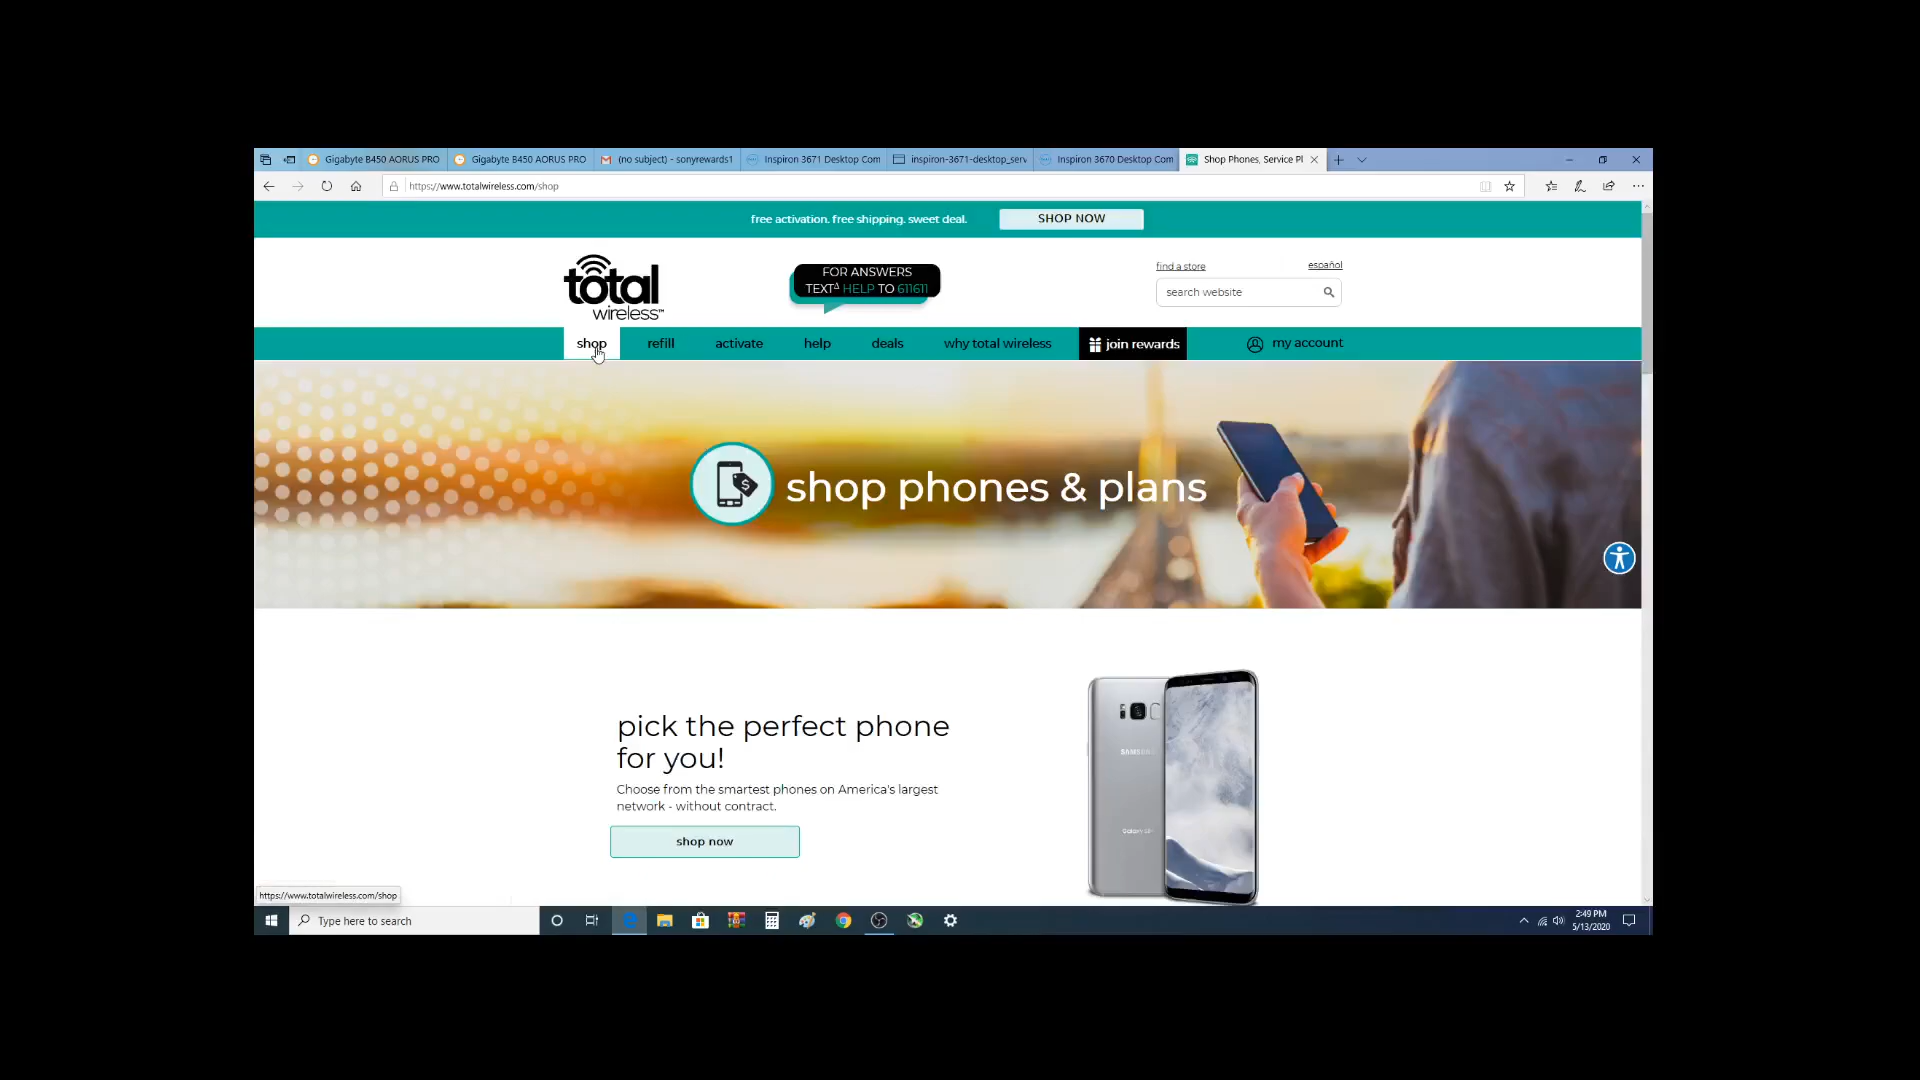 Gigabyte B450 AORUS PRO
Gigabyte B450 AORUS PRO
(no subject) - sonyrewards1
Inspiron 3671 Desktop Com
inspiron-3671-desktop_serv
Inspiron 3670 Desktop Com
Shop Phones, Service Pl
https://www.totalwireless.com/shop
free activation. free shipping. sweet deal.
SHOP NOW
total
wireless™
FOR ANSWERS
TEXTΔ HELP TO 611611
find a store
español
search website
shop
refill
activate
help
deals
why total wireless
join rewards
my account
shop phones & plans
pick the perfect phone
for you!
Choose from the smartest phones on America's largest
network - without contract.
shop now
SAMSUNG
Galaxy S8+
https://www.totalwireless.com/shop
Type here to search
2:49 PM
5/13/2020